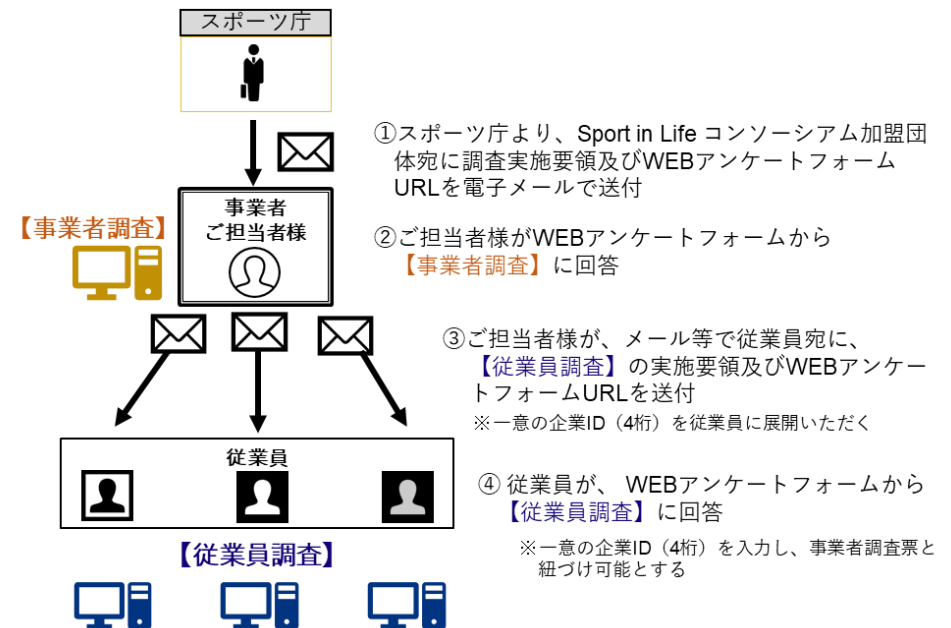 スポーツ庁
①スポーツ庁より、Sport in Life コンソーシアム加盟団
体宛に調査実施要領及びWEBアンケートフォーム
URLを電子メールで送付
事業者
ご担当者様
【事業者調査】
②ご担当者様がWEBアンケートフォームから
【事業者調査】に回答
③ご担当者様が、メール等で従業員宛に、
【従業員調査】の実施要領及びWEBアンケー
トフォームURLを送付
※一意の企業ID（4桁）を従業員に展開いただく
従業員
④ 従業員が、 WEBアンケートフォームから
【従業員調査】に回答
※一意の企業ID（4桁）を入力し、事業者調査票と
紐づけ可能とする
【従業員調査】